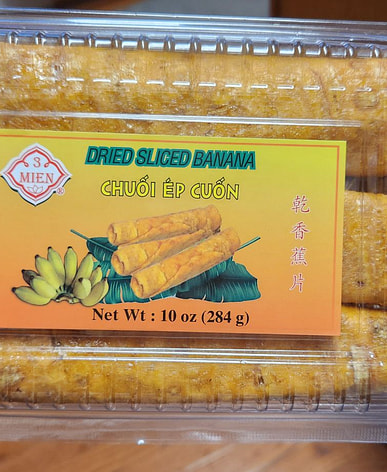 3
MIEN
®
DRIED SLICED BANANA
CHUỐI ÉP CUỐN
乾香蕉片
Net Wt : 10 oz (284 g)